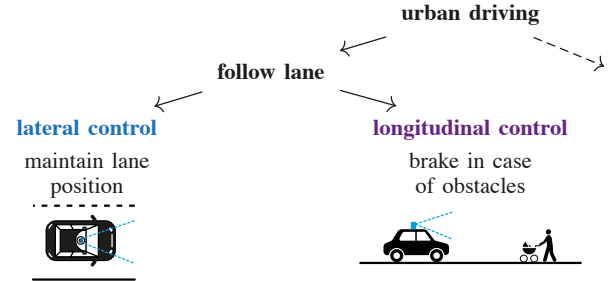 urban driving
follow lane
lateral control
maintain lane
position
longitudinal control
brake in case
of obstacles